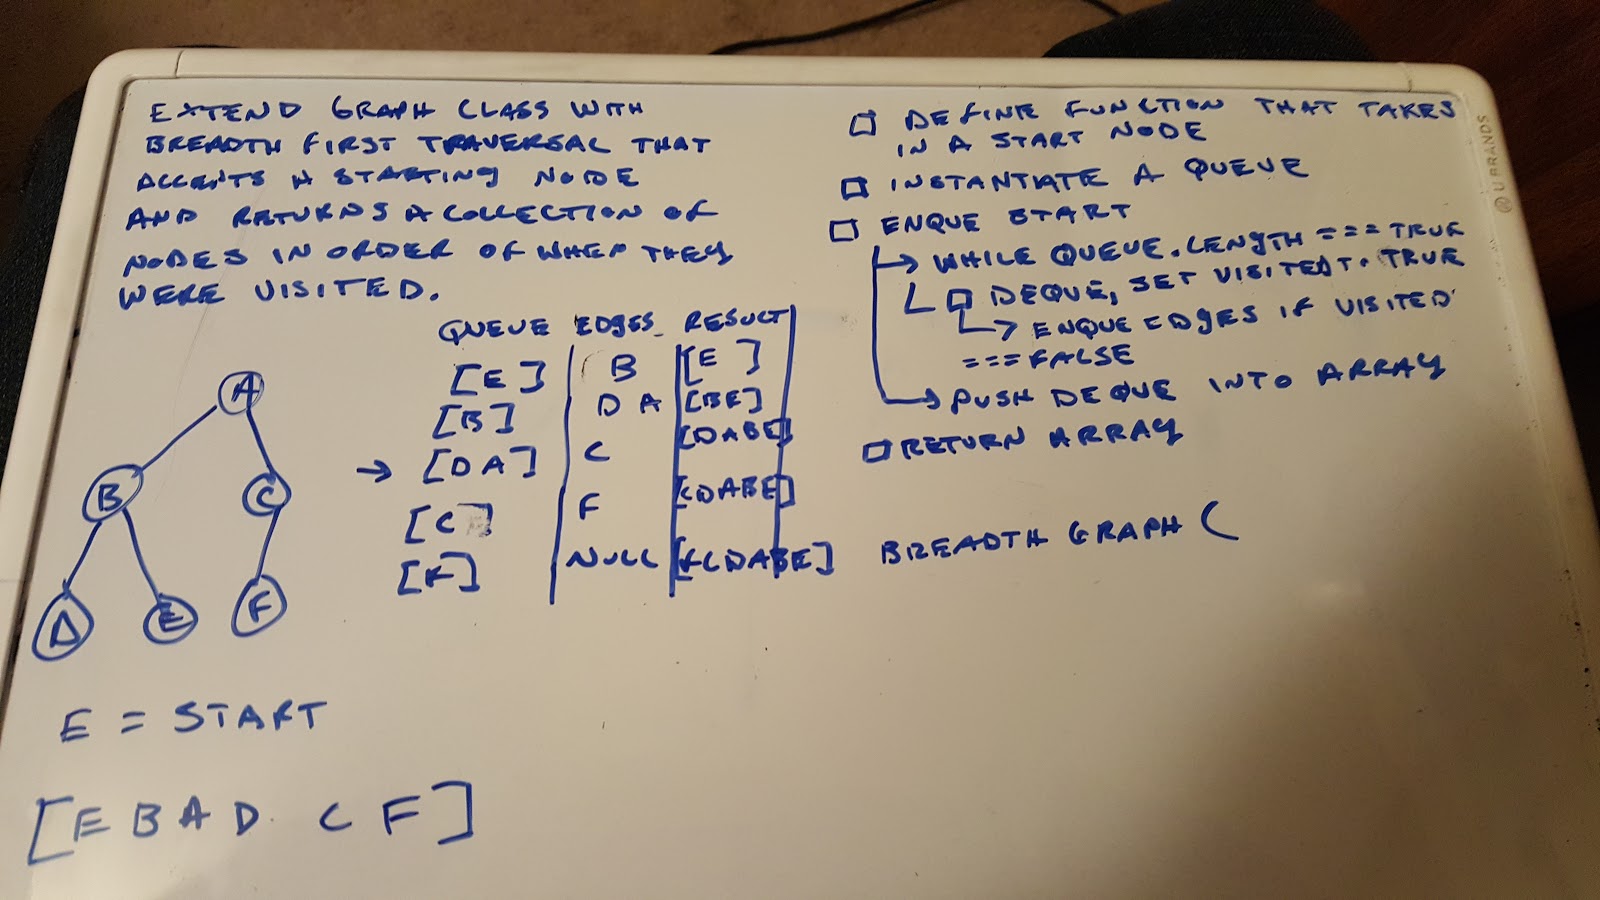 EXTEND GRAPH CLASS WITH
BREADTH FIRST TRAVERSAL THAT
ACCENTS A STARTING NODE
AND RETURNS A COLLECTION OF
NODES IN ORDER OF WHEN THEY
WERE VISITED.
QUEUE EDGES RESULT
[E] B [E]
[B] D A [BE]
→ [DA] C [DABE]
[C] F [CDABE]
[F] NULL [FCDABE]
A
B C
D E F
E = START
[E B A D C F]
DEFINE FUNCTION THAT TAKES
IN A START NODE
INSTANTIATE A QUEUE
ENQUE START
→ WHILE QUEUE.LENGTH === TRUE
DEQUE, SET VISITED TRUE
→ ENQUE EDGES IF VISITED
=== FALSE
→ PUSH DEQUE INTO ARRAY
RETURN ARRAY
BREADTH GRAPH (
U BRANDS